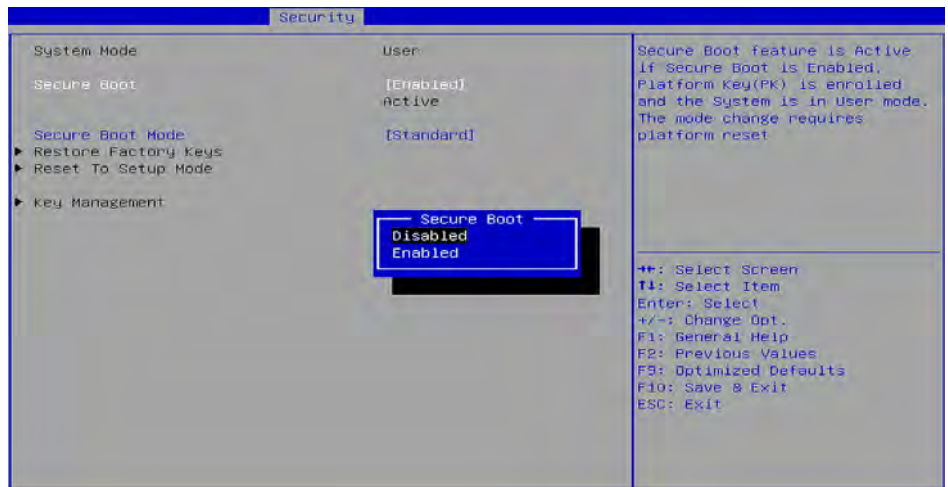 Security
System Mode User
Secure Boot [Enabled]
Active
Secure Boot Mode [Standard]
Restore Factory Keys
Reset To Setup Mode
Key Management
Secure Boot
Disabled
Enabled
Secure Boot feature is Active
if Secure Boot is Enabled,
Platform Key(PK) is enrolled
and the System is in User mode.
The mode change requires
platform reset
→←: Select Screen
↑↓: Select Item
Enter: Select
+/-: Change Opt.
F1: General Help
F2: Previous Values
F9: Optimized Defaults
F10: Save & Exit
ESC: Exit